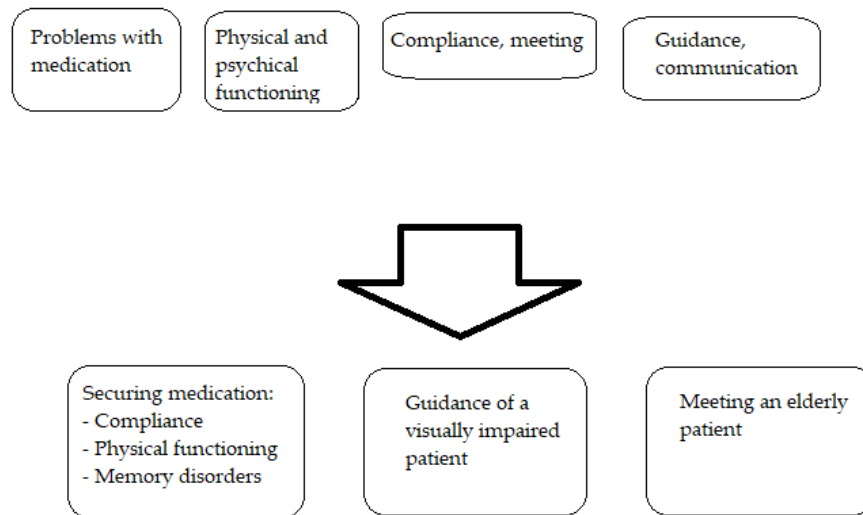 Problems with
medication
Physical and
psychical
functioning
Compliance, meeting
Guidance,
communication
Securing medication:
- Compliance
- Physical functioning
- Memory disorders
Guidance of a
visually impaired
patient
Meeting an elderly
patient